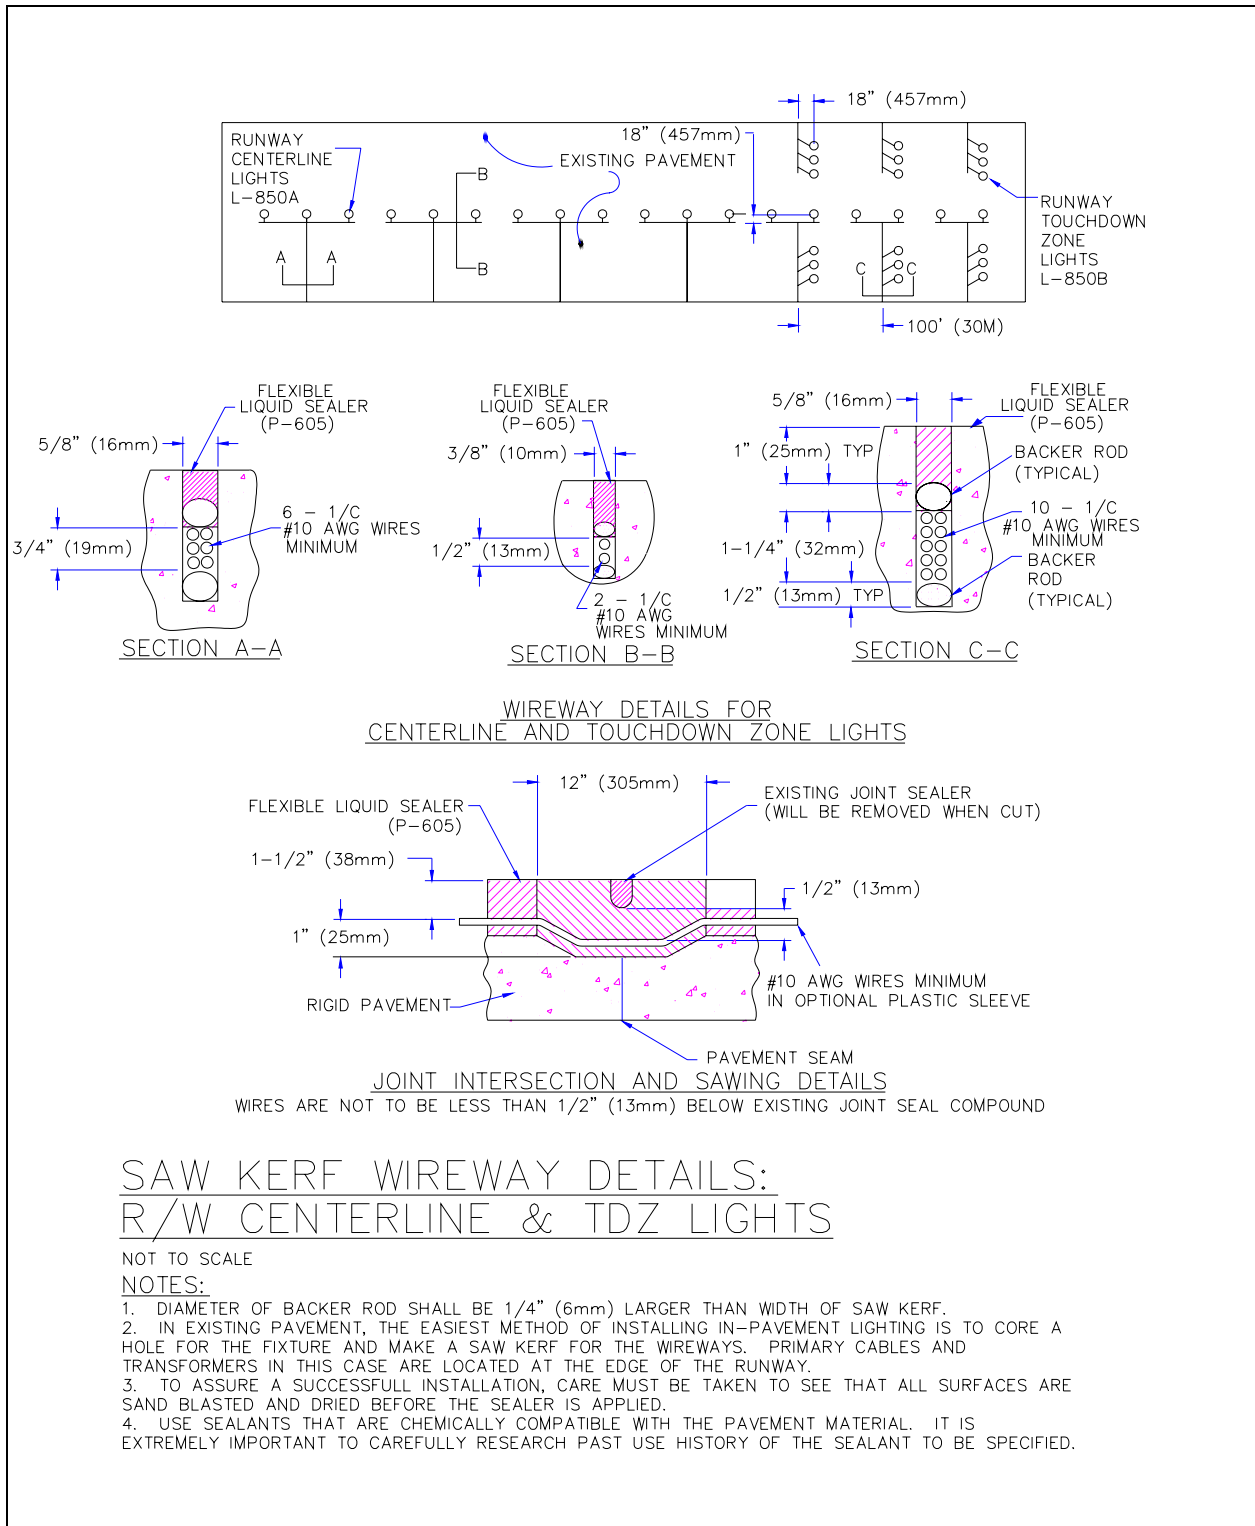 18” (457mm)
18” (457mm)
RUNWAY
CENTERLINE
LIGHTS
L-850A
EXISTING PAVEMENT
B
B
A
A
C
C
RUNWAY
TOUCHDOWN
ZONE
LIGHTS
L-850B
100’ (30M)
FLEXIBLE
LIQUID SEALER
(P-605)
5/8” (16mm)
6 - 1/C
#10 AWG WIRES
MINIMUM
3/4” (19mm)
SECTION A-A
FLEXIBLE
LIQUID SEALER
(P-605)
3/8” (10mm)
1/2” (13mm)
2 - 1/C
#10 AWG
WIRES MINIMUM
SECTION B-B
FLEXIBLE
LIQUID SEALER
(P-605)
5/8” (16mm)
1” (25mm) TYP
BACKER ROD
(TYPICAL)
10 - 1/C
#10 AWG WIRES
MINIMUM
1-1/4” (32mm)
BACKER
ROD
(TYPICAL)
1/2” (13mm) TYP
SECTION C-C
WIREWAY DETAILS FOR
CENTERLINE AND TOUCHDOWN ZONE LIGHTS
12” (305mm)
EXISTING JOINT SEALER
(WILL BE REMOVED WHEN CUT)
FLEXIBLE LIQUID SEALER
(P-605)
1-1/2” (38mm)
1/2” (13mm)
1” (25mm)
#10 AWG WIRES MINIMUM
IN OPTIONAL PLASTIC SLEEVE
RIGID PAVEMENT
PAVEMENT SEAM
JOINT INTERSECTION AND SAWING DETAILS
WIRES ARE NOT TO BE LESS THAN 1/2” (13mm) BELOW EXISTING JOINT SEAL COMPOUND
SAW KERF WIREWAY DETAILS:
R/W CENTERLINE & TDZ LIGHTS
NOT TO SCALE
NOTES:
1. DIAMETER OF BACKER ROD SHALL BE 1/4” (6mm) LARGER THAN WIDTH OF SAW KERF.
2. IN EXISTING PAVEMENT, THE EASIEST METHOD OF INSTALLING IN-PAVEMENT LIGHTING IS TO CORE A
HOLE FOR THE FIXTURE AND MAKE A SAW KERF FOR THE WIREWAYS. PRIMARY CABLES AND
TRANSFORMERS IN THIS CASE ARE LOCATED AT THE EDGE OF THE RUNWAY.
3. TO ASSURE A SUCCESSFULL INSTALLATION, CARE MUST BE TAKEN TO SEE THAT ALL SURFACES ARE
SAND BLASTED AND DRIED BEFORE THE SEALER IS APPLIED.
4. USE SEALANTS THAT ARE CHEMICALLY COMPATIBLE WITH THE PAVEMENT MATERIAL. IT IS
EXTREMELY IMPORTANT TO CAREFULLY RESEARCH PAST USE HISTORY OF THE SEALANT TO BE SPECIFIED.